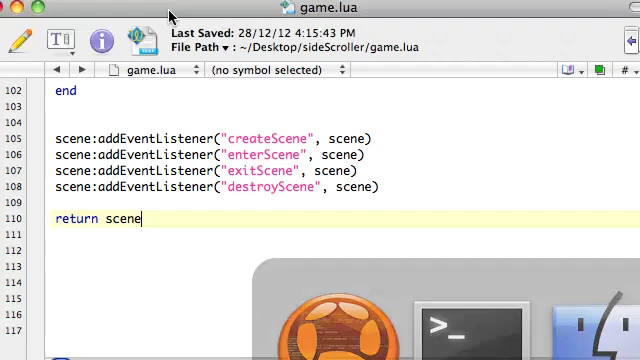 game.lua
Last Saved: 28/12/12 4:15:43 PM
File Path ▾ : ~/Desktop/sideScroller/game.lua
T
i
LUA
game.lua (no symbol selected) #
102 end
103
104
105 scene:addEventListener("createScene", scene)
106 scene:addEventListener("enterScene", scene)
107 scene:addEventListener("exitScene", scene)
108 scene:addEventListener("destroyScene", scene)
109
110 return scene
111
112
113
114
115
116
117
>_